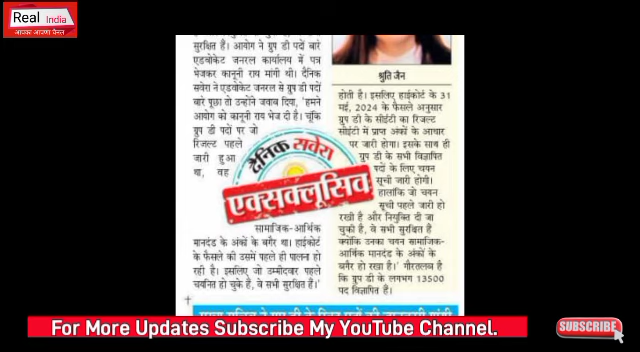 Real India
आपका अपना चैनल
सुरक्षित हैं। आयोग ने ग्रुप डी पदों बारे
एडवोकेट जनरल कार्यालय में पत्र
भेजकर कानूनी राय मांगी थी। दैनिक
सवेरा ने एडवोकेट जनरल से ग्रुप डी पदों
बारे पूछा तो उन्होंने जवाब दिया, 'हमने
आयोग को कानूनी राय भेज दी है। चूंकि
ग्रुप डी पदों पर जो
रिजल्ट पहले
जारी हुआ
था, वह
दैनिक सवेरा
एक्सक्लूसिव
सामाजिक-आर्थिक
मानदंड के अंकों के बगैर था। हाईकोर्ट
के फैसले की उसमें पहले ही पालना हो
रही है। इसलिए जो उम्मीदवार पहले
चयनित हो चुके हैं, वे सभी सुरक्षित हैं।'
श्रुति जैन
होती है। इसलिए हाईकोर्ट के 31
मई, 2024 के फैसले अनुसार
ग्रुप डी के सीईटी का रिजल्ट
सीईटी में प्राप्त अंकों के आधार
पर जारी होगा। इसके साथ ही
ग्रुप डी के सभी विज्ञापित
पदों के लिए चयन
सूची जारी होगी।
हालांकि जो चयन
सूची पहले जारी हो
रखी है और नियुक्ति दी जा
चुकी है, वे सभी सुरक्षित हैं
क्योंकि उनका चयन सामाजिक-
आर्थिक मानदंड के अंकों के
बगैर हो रखा है।' गौरतलब है
कि ग्रुप डी के लगभग 13500
पद विज्ञापित हैं।
For More Updates Subscribe My YouTube Channel.
SUBSCRIBE